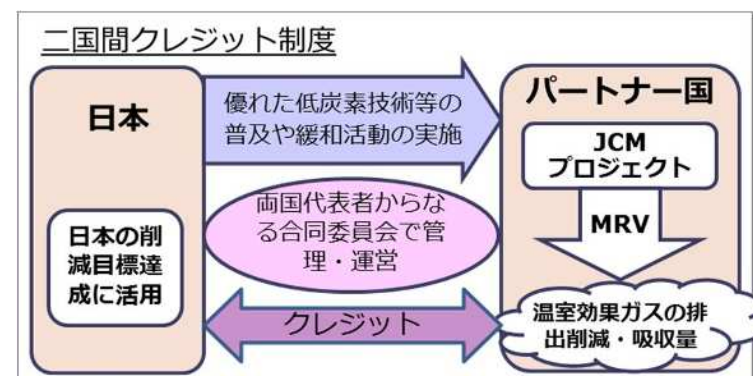 二国間クレジット制度
日本
優れた低炭素技術等の
普及や緩和活動の実施
パートナー国
JCM
プロジェクト
両国代表者からな
る合同委員会で管
理・運営
MRV
日本の削
減目標達
成に活用
クレジット
温室効果ガスの排
出削減・吸収量